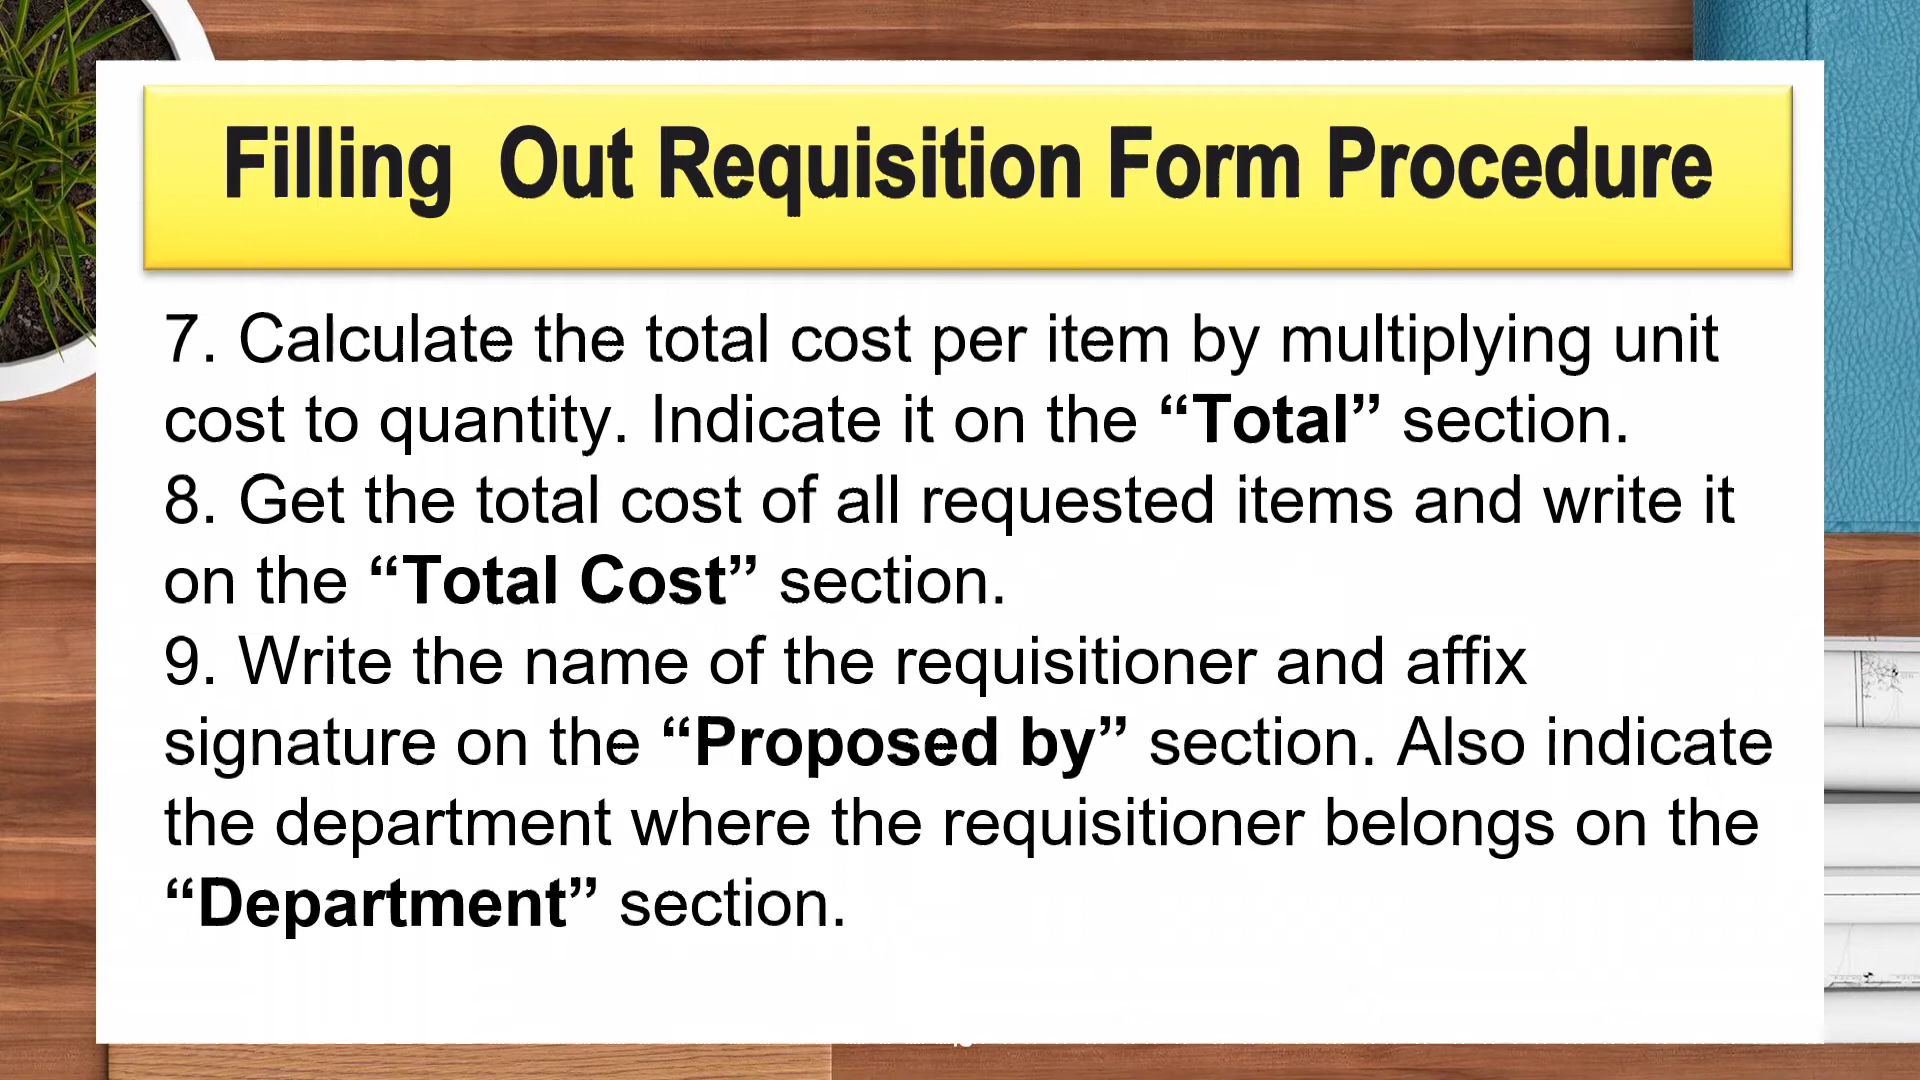 Filling Out Requisition Form Procedure
7. Calculate the total cost per item by multiplying unit
cost to quantity. Indicate it on the “Total” section.
8. Get the total cost of all requested items and write it
on the “Total Cost” section.
9. Write the name of the requisitioner and affix
signature on the “Proposed by” section. Also indicate
the department where the requisitioner belongs on the
“Department” section.